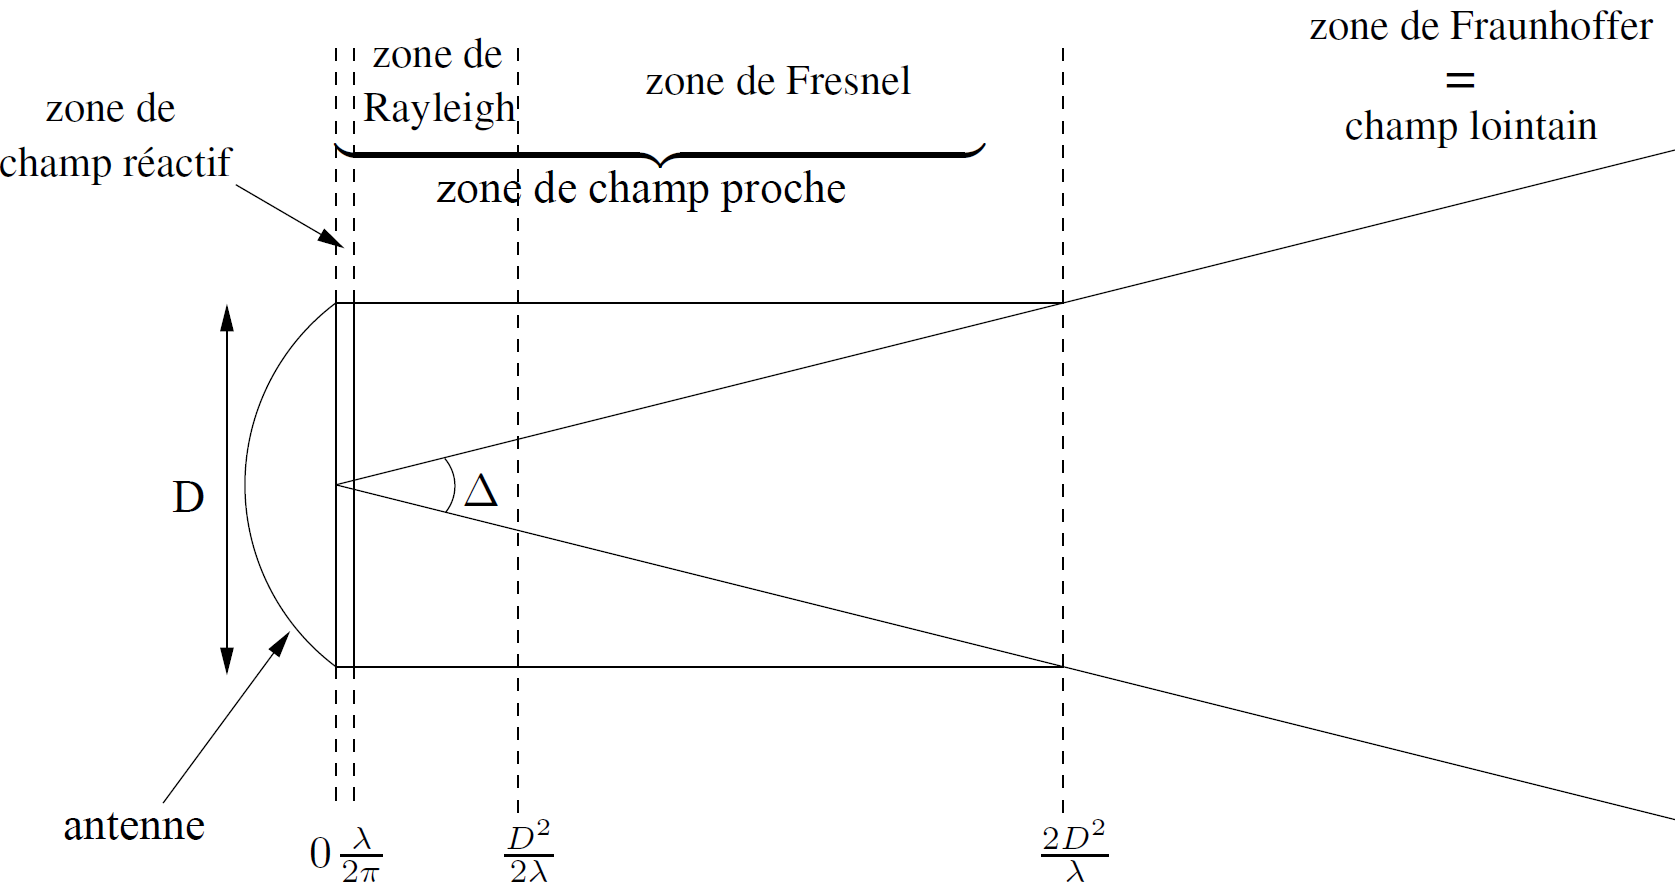 zone de Fraunhoffer
=
champ lointain
zone de
Rayleigh
zone de Fresnel
zone de
champ réactif
zone de champ proche
D
Δ
antenne
0
λ/2π
D²/2λ
2D²/λ